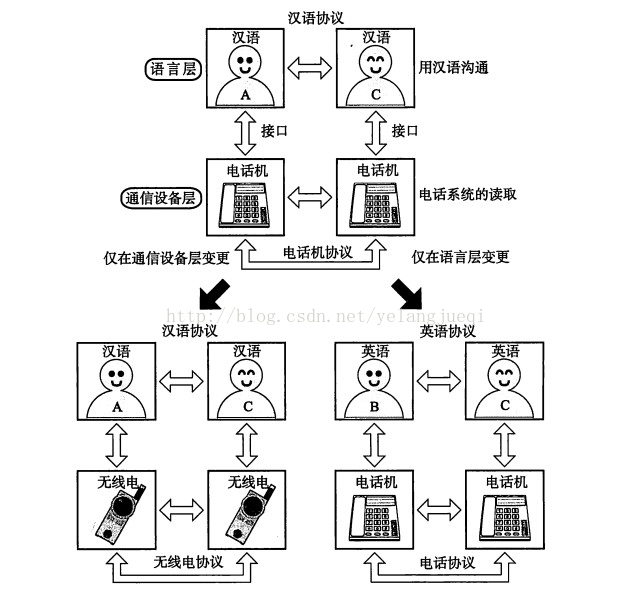 汉语协议
汉语 汉语
语言层 用汉语沟通
A C
接口 接口
电话机 电话机
通信设备层 电话系统的读取
电话机协议
仅在通信设备层变更 仅在语言层变更
http://blog.csdn.net/yelangjueqi
汉语协议 英语协议
汉语 汉语 英语 英语
A C B C
无线电 无线电 电话机 电话机
无线电协议 电话协议